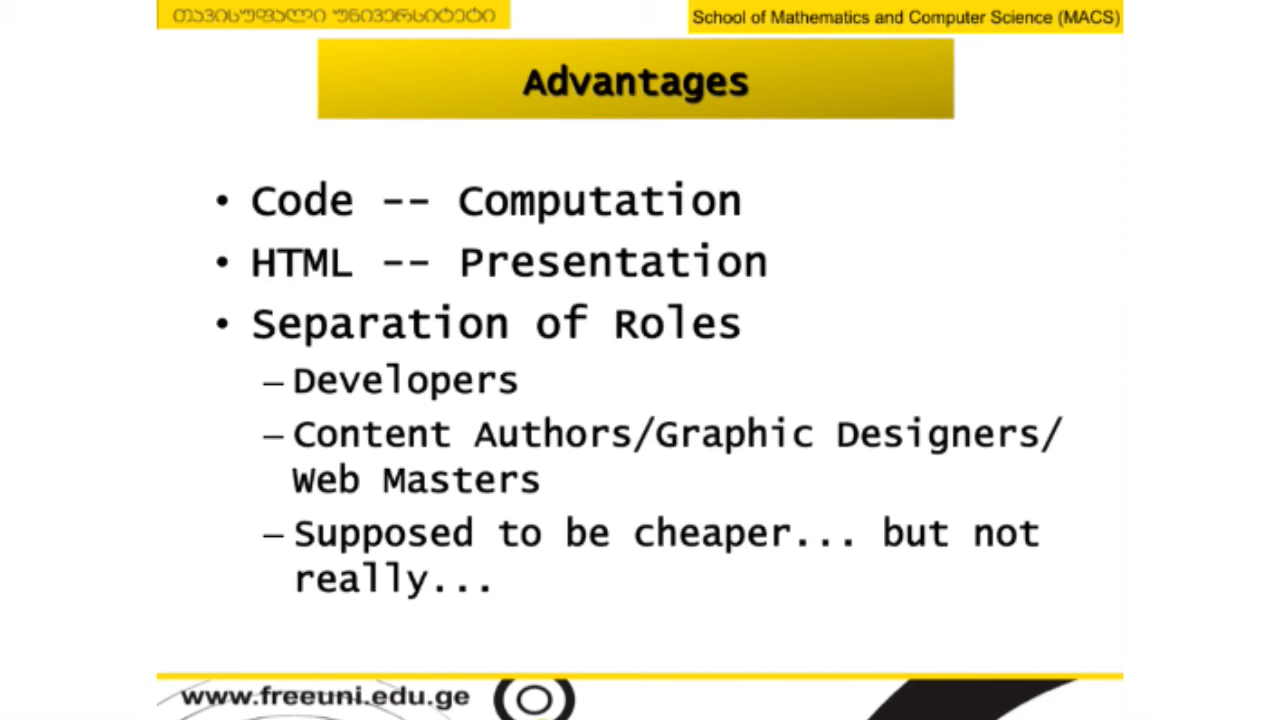 თავისუფალი უნივერსიტეტი
School of Mathematics and Computer Science (MACS)
Advantages
• Code -- Computation
• HTML -- Presentation
• Separation of Roles
– Developers
– Content Authors/Graphic Designers/
Web Masters
– Supposed to be cheaper... but not
really...
www.freeuni.edu.ge